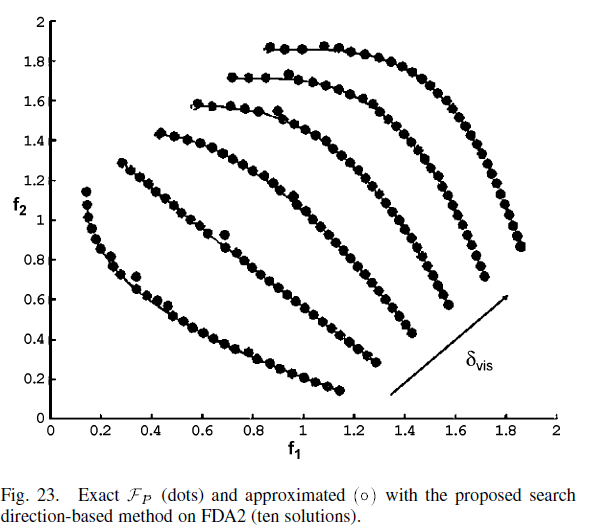 2
1.8
1.6
1.4
1.2
1
0.8
0.6
0.4
0.2
0
f2
0 0.2 0.4 0.6 0.8 1 1.2 1.4 1.6 1.8 2
f1
δvis
Fig. 23. Exact ℱP (dots) and approximated (∘) with the proposed search
direction-based method on FDA2 (ten solutions).